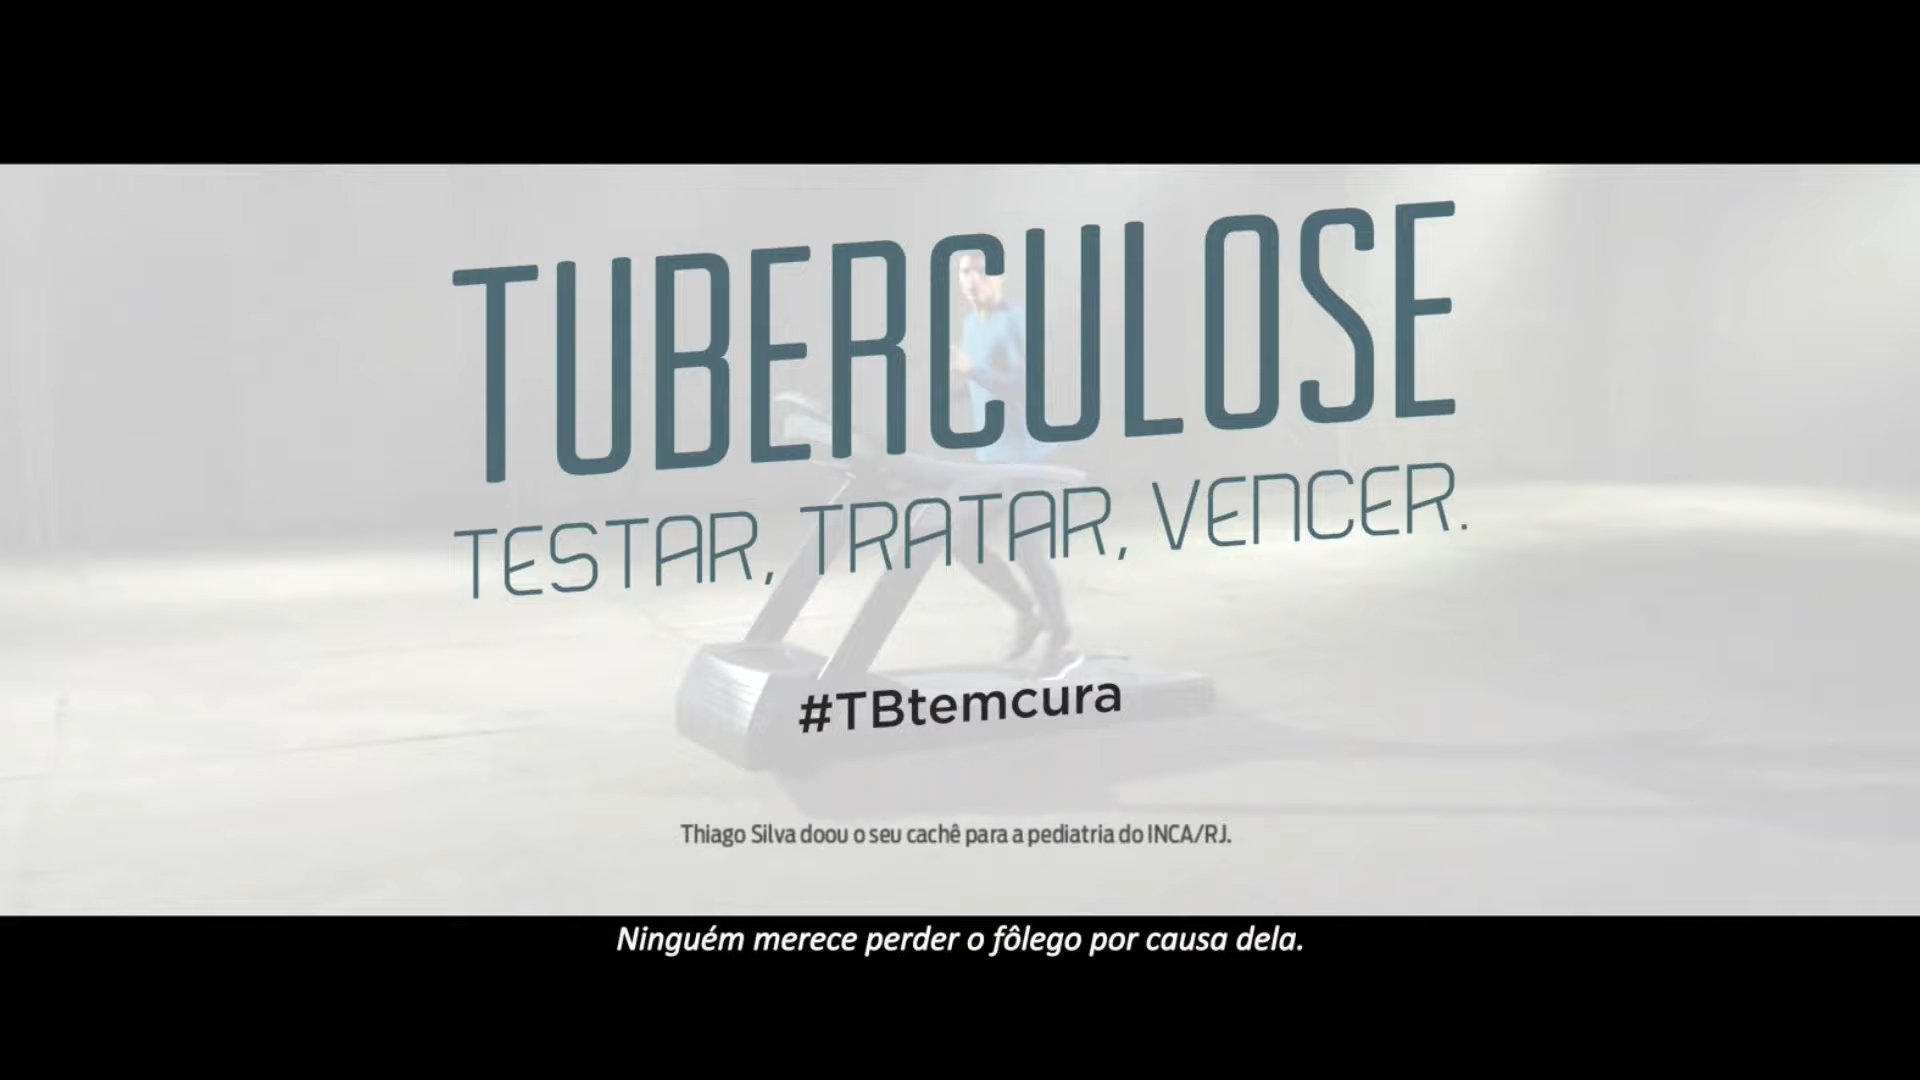 TUBERCULOSE
TESTAR, TRATAR, VENCER.
#TBtemcura
Thiago Silva doou o seu cachê para a pediatria do INCA/RJ.
Ninguém merece perder o fôlego por causa dela.